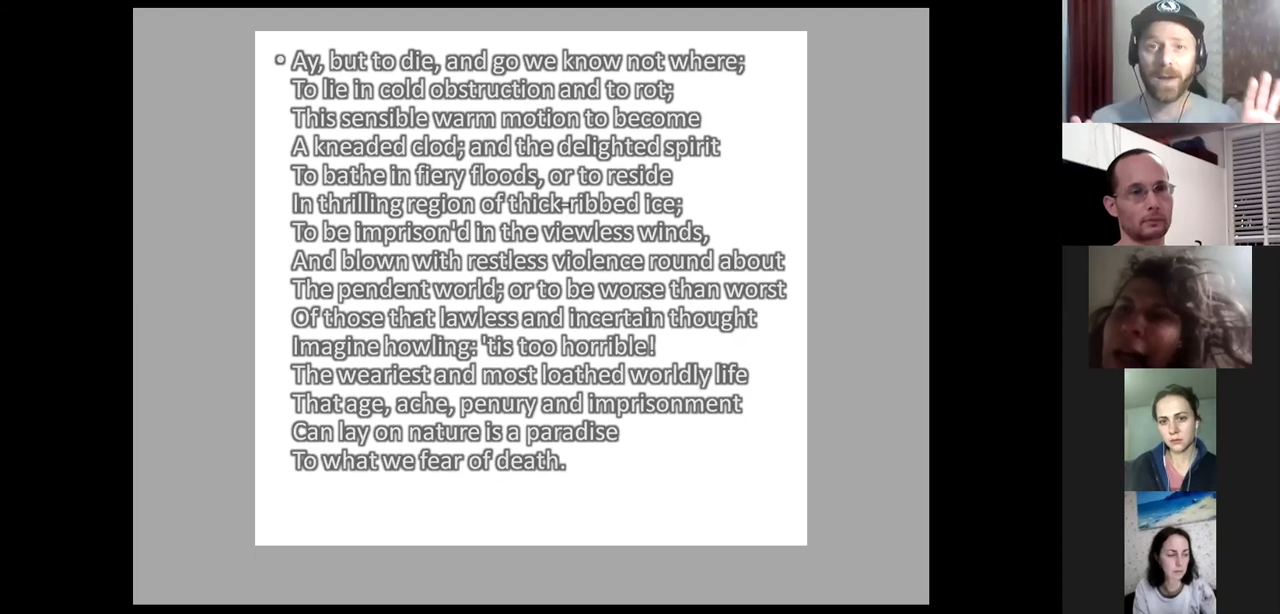 • Ay, but to die, and go we know not where;
To lie in cold obstruction and to rot;
This sensible warm motion to become
A kneaded clod; and the delighted spirit
To bathe in fiery floods, or to reside
In thrilling region of thick-ribbed ice;
To be imprison'd in the viewless winds,
And blown with restless violence round about
The pendent world; or to be worse than worst
Of those that lawless and incertain thought
Imagine howling: 'tis too horrible!
The weariest and most loathed worldly life
That age, ache, penury and imprisonment
Can lay on nature is a paradise
To what we fear of death.